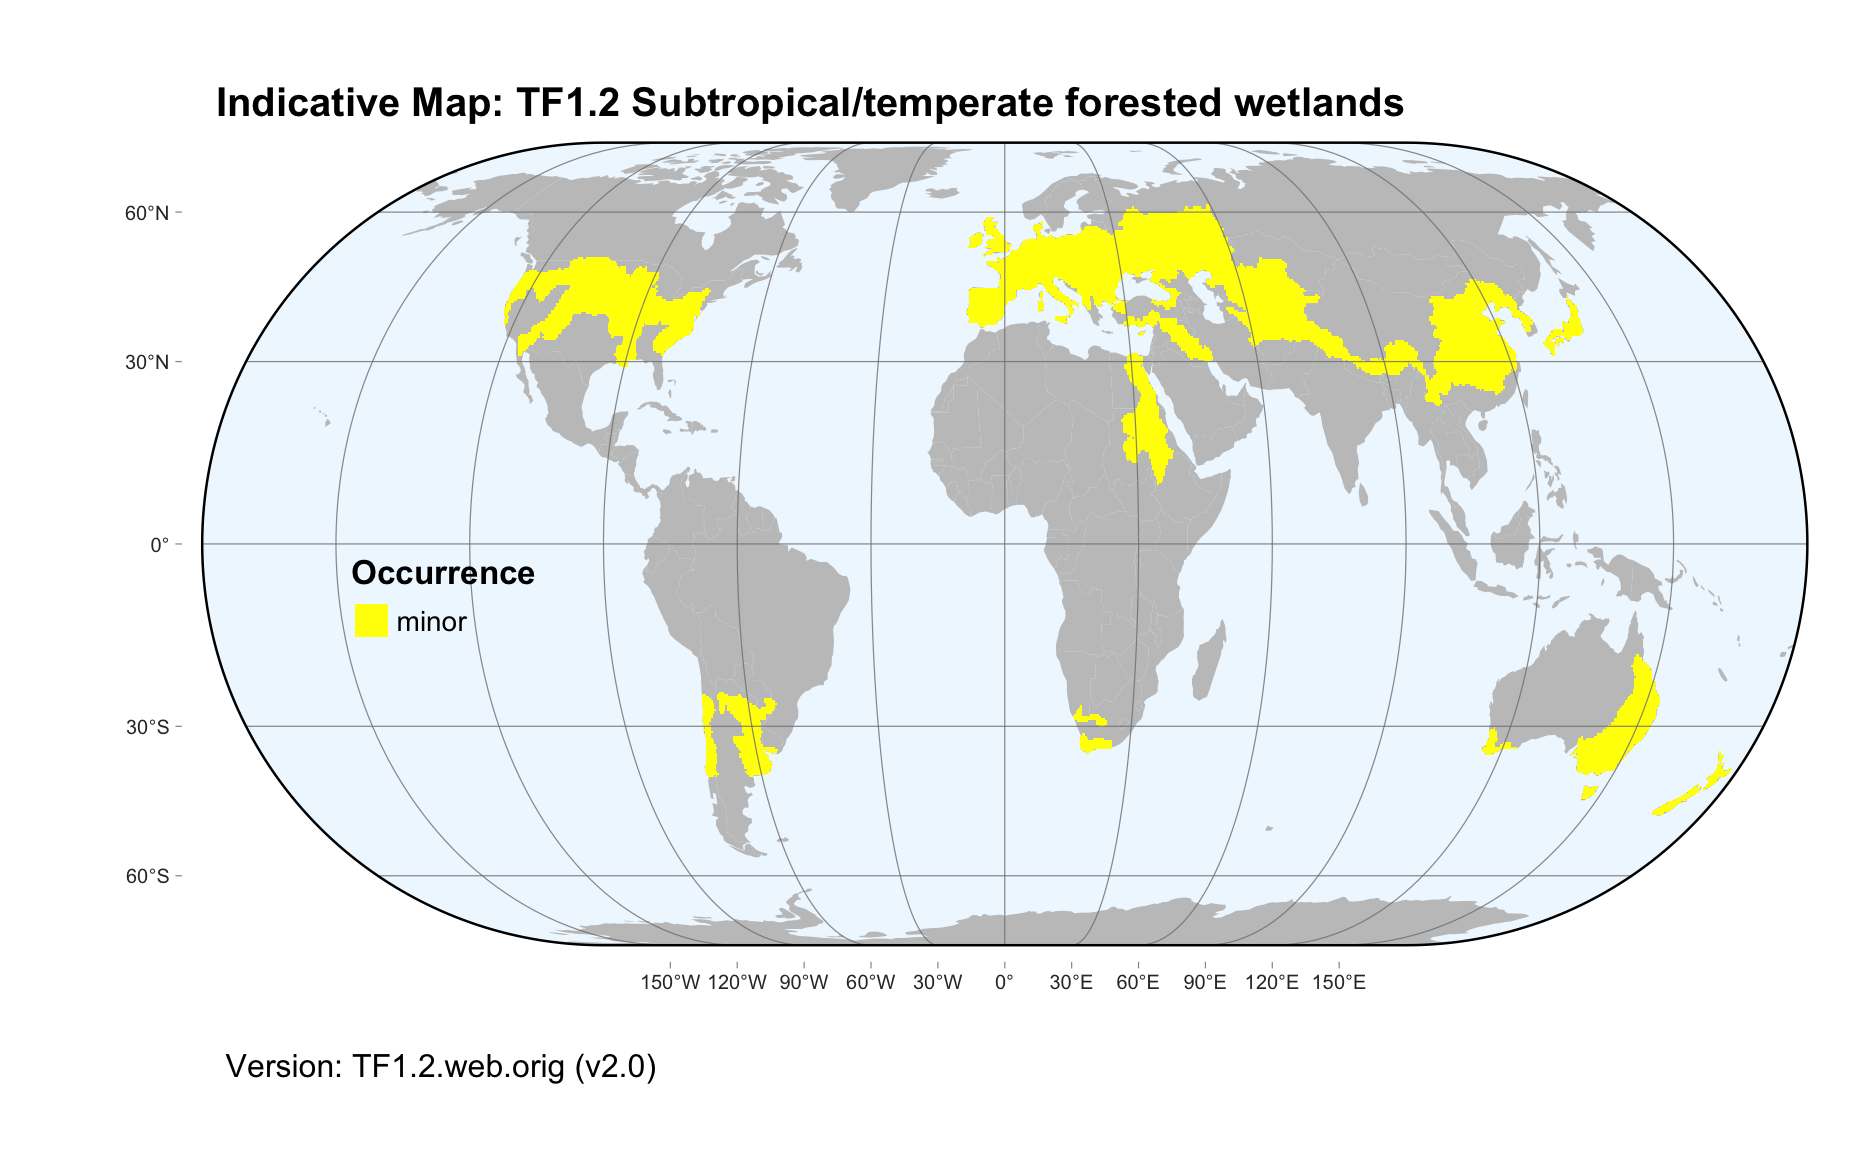 Indicative Map: TF1.2 Subtropical/temperate forested wetlands
60°N
30°N
0°
30°S
60°S
Occurrence
minor
150°W 120°W 90°W 60°W 30°W 0° 30°E 60°E 90°E 120°E 150°E
Version: TF1.2.web.orig (v2.0)